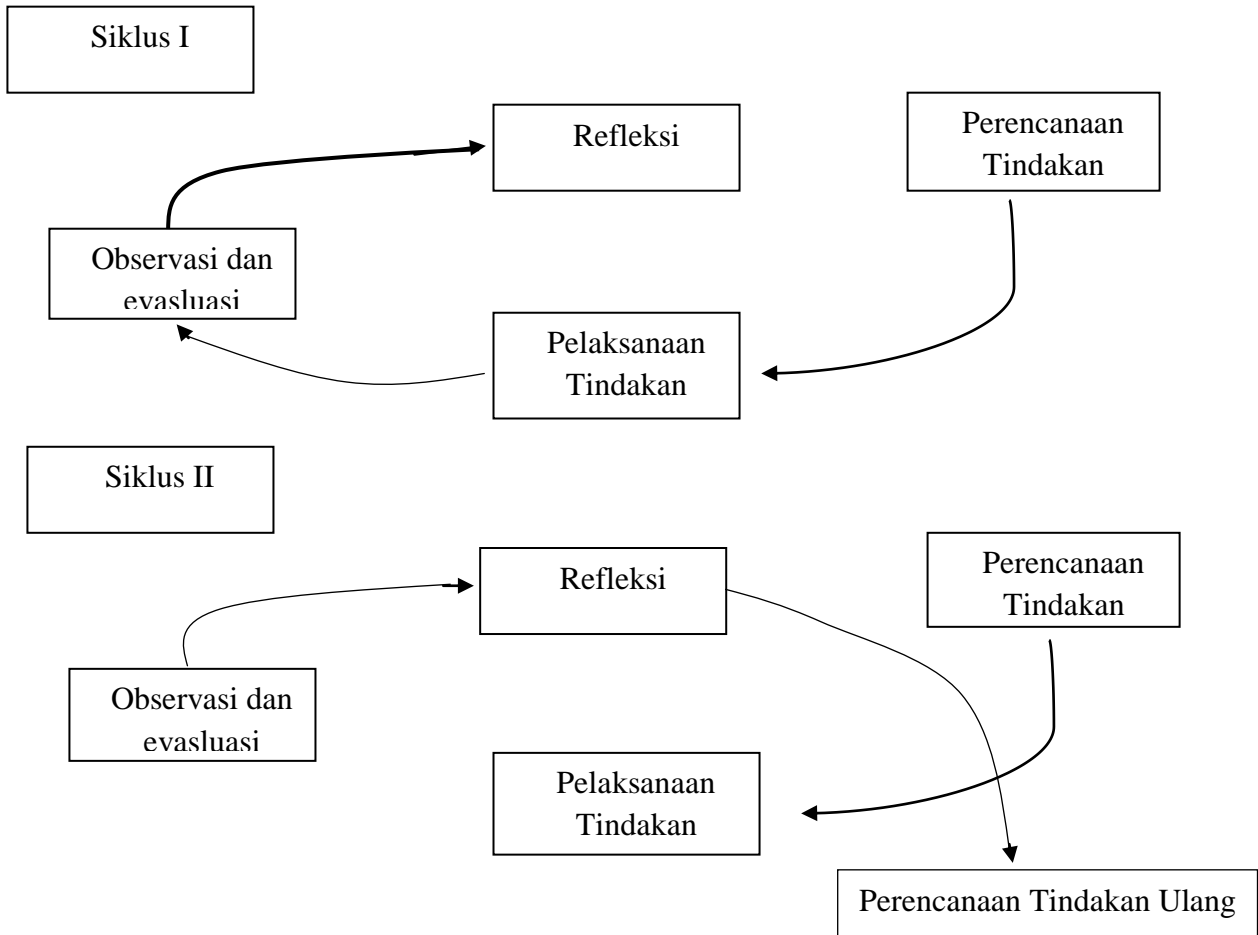 Siklus I
Refleksi
Perencanaan
Tindakan
Observasi dan
evasluasi
Pelaksanaan
Tindakan
Siklus II
Refleksi
Perencanaan
Tindakan
Observasi dan
evasluasi
Pelaksanaan
Tindakan
Perencanaan Tindakan Ulang